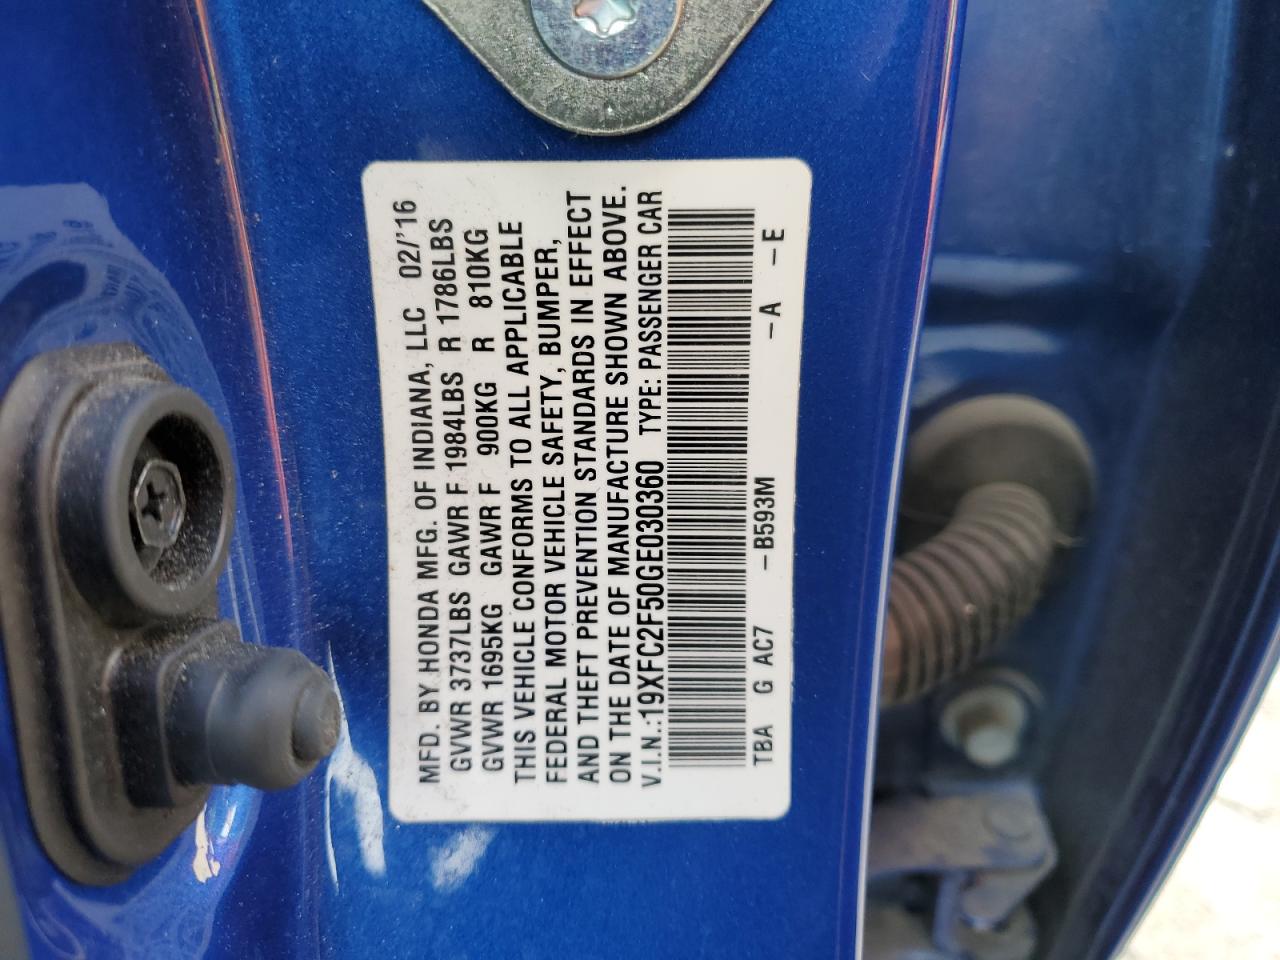 MFD. BY HONDA MFG. OF INDIANA, LLC 02/'16
GVWR 3737LBS GAWR F 1984LBS R 1786LBS
GVWR 1695KG GAWR F 900KG R 810KG
THIS VEHICLE CONFORMS TO ALL APPLICABLE
FEDERAL MOTOR VEHICLE SAFETY, BUMPER,
AND THEFT PREVENTION STANDARDS IN EFFECT
ON THE DATE OF MANUFACTURE SHOWN ABOVE.
V.I.N.:19XFC2F50GE030360 TYPE: PASSENGER CAR
TBA G AC7 -B593M -A -E